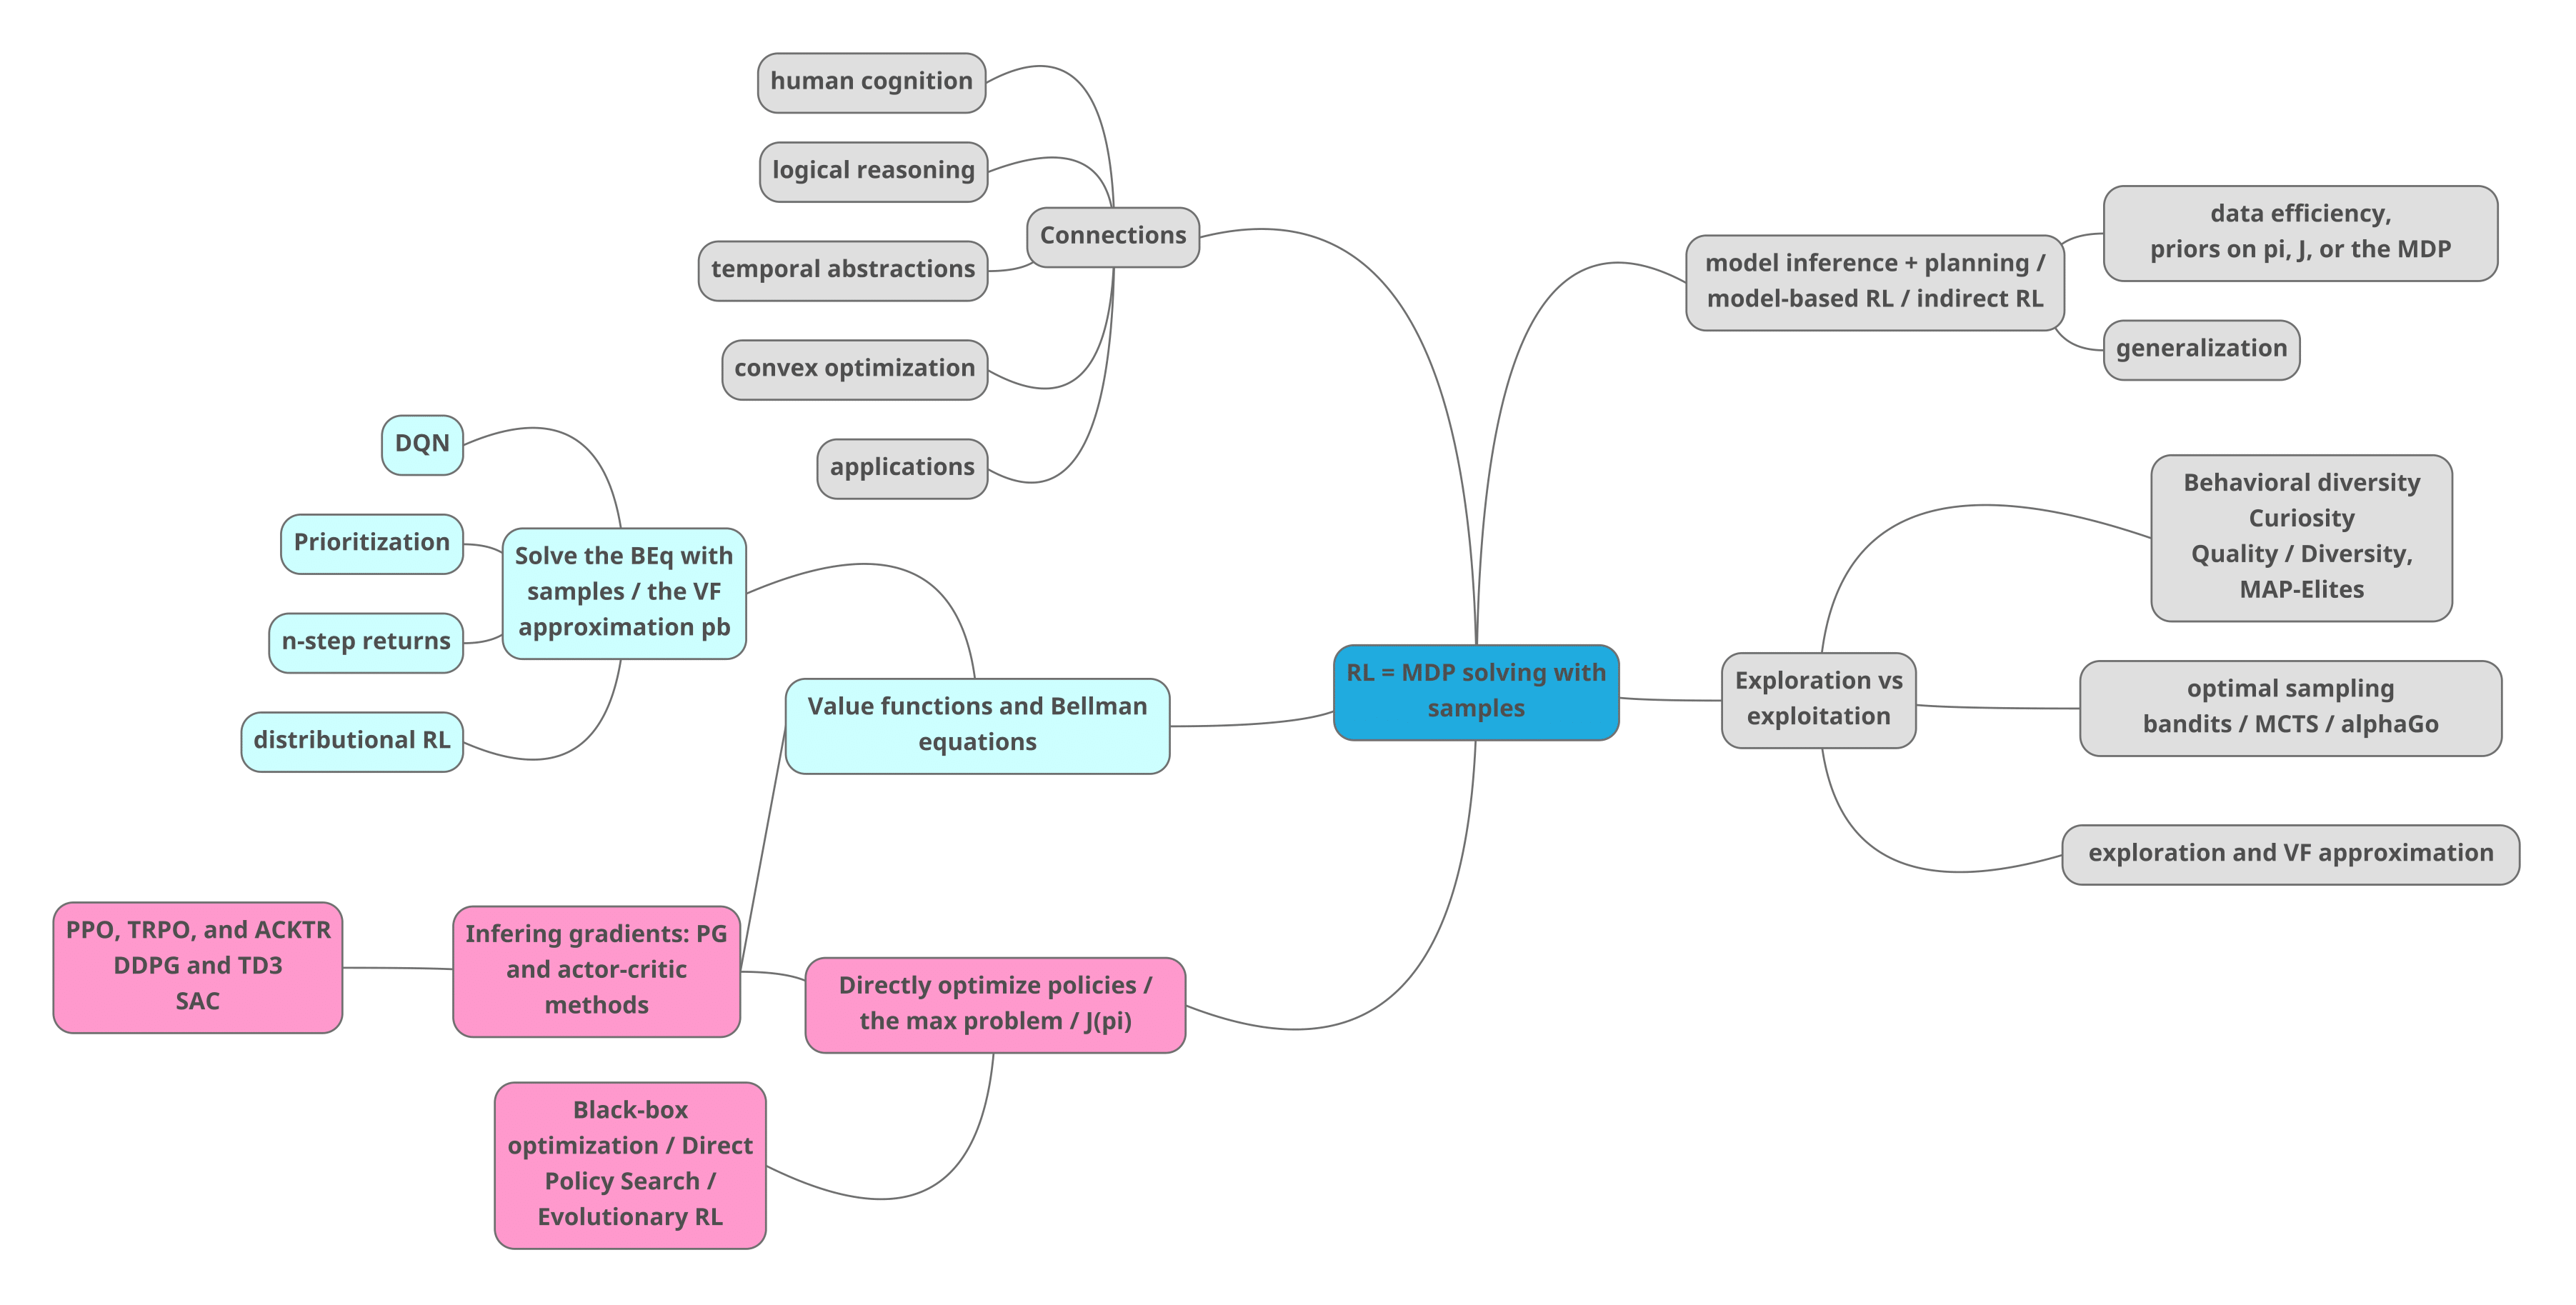 human cognition
logical reasoning
temporal abstractions
convex optimization
applications
Connections
model inference + planning /
model-based RL / indirect RL
data efficiency,
priors on pi, J, or the MDP
generalization
DQN
Prioritization
n-step returns
distributional RL
Solve the BEq with
samples / the VF
approximation pb
Value functions and Bellman
equations
RL = MDP solving with
samples
Exploration vs
exploitation
Behavioral diversity
Curiosity
Quality / Diversity,
MAP-Elites
optimal sampling
bandits / MCTS / alphaGo
exploration and VF approximation
PPO, TRPO, and ACKTR
DDPG and TD3
SAC
Infering gradients: PG
and actor-critic
methods
Directly optimize policies /
the max problem / J(pi)
Black-box
optimization / Direct
Policy Search /
Evolutionary RL